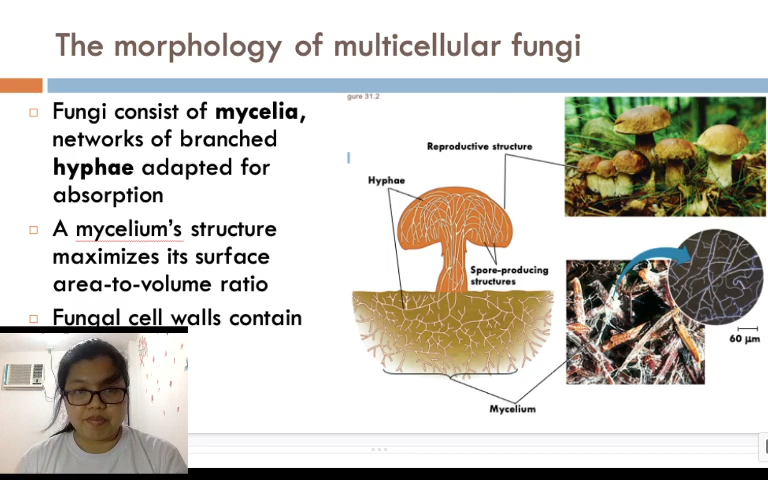 The morphology of multicellular fungi
Fungi consist of mycelia,
networks of branched
hyphae adapted for
absorption
A mycelium's structure
maximizes its surface
area-to-volume ratio
Fungal cell walls contain
gure 31.2
Reproductive structure
Hyphae
Spore-producing
structures
60 μm
Mycelium